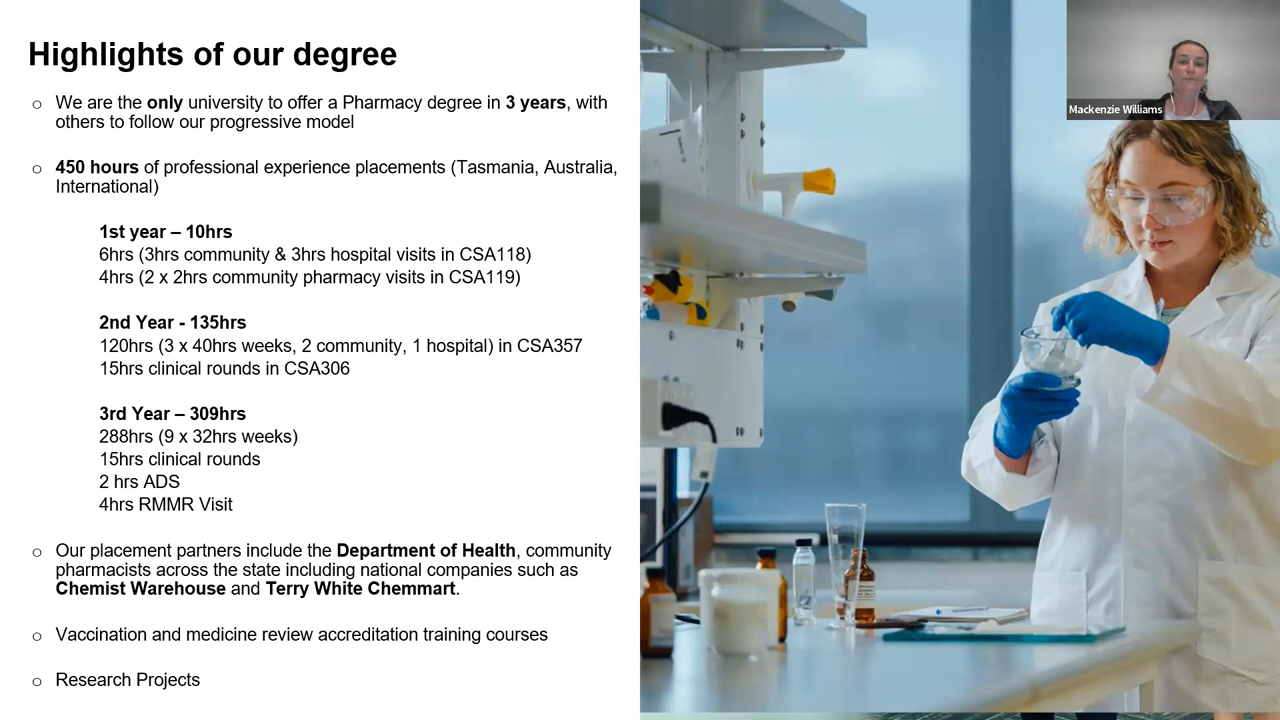 Highlights of our degree
Mackenzie Williams
○ We are the only university to offer a Pharmacy degree in 3 years, with
others to follow our progressive model
○ 450 hours of professional experience placements (Tasmania, Australia,
International)
1st year – 10hrs
6hrs (3hrs community & 3hrs hospital visits in CSA118)
4hrs (2 x 2hrs community pharmacy visits in CSA119)
2nd Year - 135hrs
120hrs (3 x 40hrs weeks, 2 community, 1 hospital) in CSA357
15hrs clinical rounds in CSA306
3rd Year – 309hrs
288hrs (9 x 32hrs weeks)
15hrs clinical rounds
2 hrs ADS
4hrs RMMR Visit
○ Our placement partners include the Department of Health, community
pharmacists across the state including national companies such as
Chemist Warehouse and Terry White Chemmart.
○ Vaccination and medicine review accreditation training courses
○ Research Projects